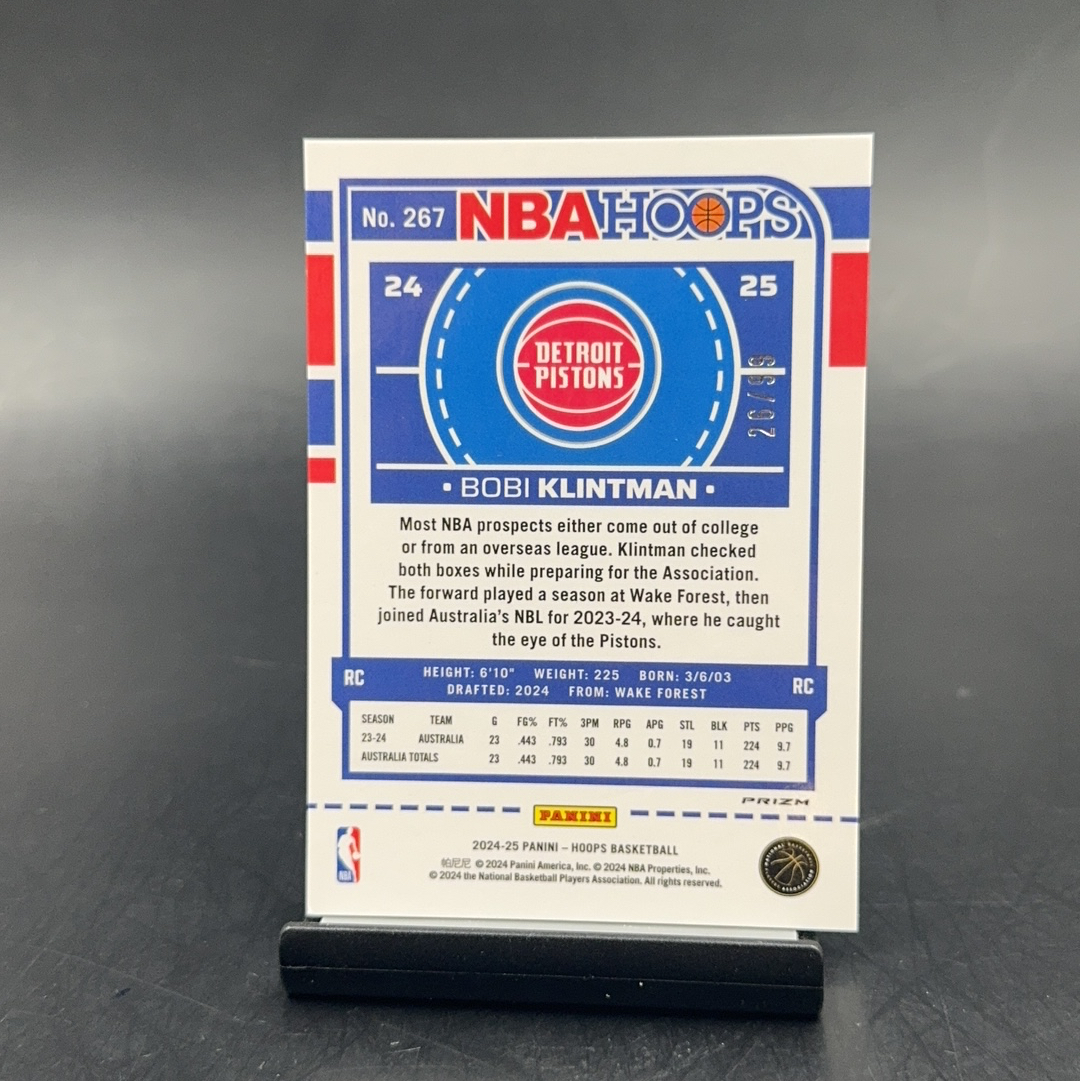 No. 267 NBA HOOPS
24 25
DETROIT
PISTONS
26/99
· BOBI KLINTMAN ·
Most NBA prospects either come out of college
or from an overseas league. Klintman checked
both boxes while preparing for the Association.
The forward played a season at Wake Forest, then
joined Australia's NBL for 2023-24, where he caught
the eye of the Pistons.
RC HEIGHT: 6'10" WEIGHT: 225 BORN: 3/6/03 RC
DRAFTED: 2024 FROM: WAKE FOREST
SEASON TEAM G FG% FT% 3PM RPG APG STL BLK PTS PPG
23-24 AUSTRALIA 23 .443 .793 30 4.8 0.7 19 11 224 9.7
AUSTRALIA TOTALS 23 .443 .793 30 4.8 0.7 19 11 224 9.7
PRIZM
PANINI
2024-25 PANINI – HOOPS BASKETBALL
帕尼尼 © 2024 Panini America, Inc. © 2024 NBA Properties, Inc.
© 2024 the National Basketball Players Association. All rights reserved.
NBA
NATIONAL BASKETBALL PLAYERS ASSOCIATION